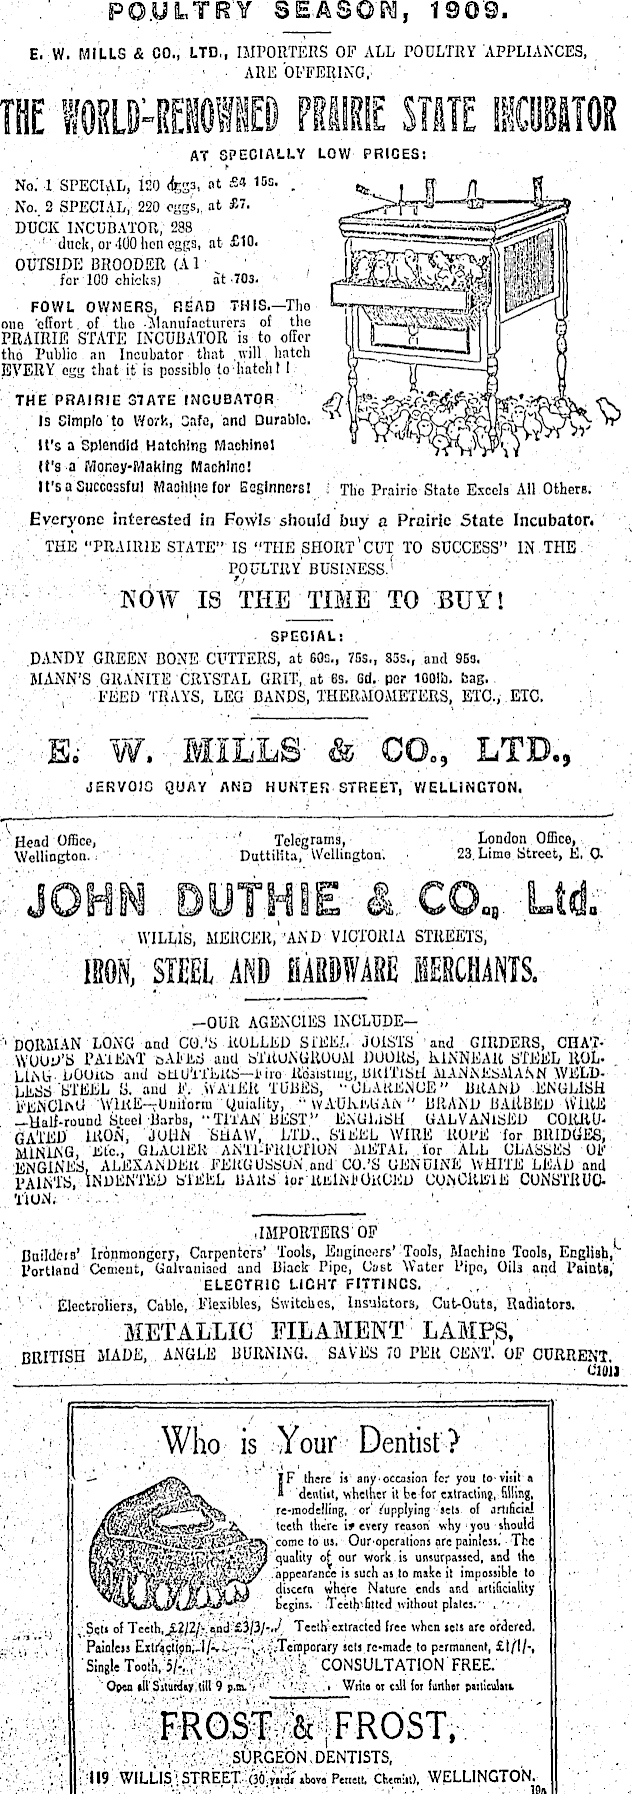 POULTRY SEASON, 1909.
E. W. MILLS & CO., LTD., IMPORTERS OF ALL POULTRY APPLIANCES,
ARE OFFERING,
THE WORLD-RENOWNED PRAIRIE STATE INCUBATOR
AT SPECIALLY LOW PRICES:
No. 1 SPECIAL, 120 eggs, at £4 15s.
No. 2 SPECIAL, 220 eggs, at £7.
DUCK INCUBATOR, 288
duck, or 400 hen eggs, at £10.
OUTSIDE BROODER (A1
for 100 chicks) at 70s.
FOWL OWNERS, READ THIS.—The
one effort of the Manufacturers of the
PRAIRIE STATE INCUBATOR is to offer
the Public an Incubator that will hatch
EVERY egg that it is possible to hatch!!
THE PRAIRIE STATE INCUBATOR
Is Simple to Work, Safe, and Durable.
It's a Splendid Hatching Machine!
It's a Money-Making Machine!
It's a Successful Machine for Beginners!
The Prairie State Excels All Others.
Everyone interested in Fowls should buy a Prairie State Incubator.
THE "PRAIRIE STATE" IS "THE SHORT CUT TO SUCCESS" IN THE
POULTRY BUSINESS.
NOW IS THE TIME TO BUY!
SPECIAL:
DANDY GREEN BONE CUTTERS, at 60s., 75s., 85s., and 95s.
MANN'S GRANITE CRYSTAL GRIT, at 6s. 6d. per 100lb. bag.
FEED TRAYS, LEG BANDS, THERMOMETERS, ETC., ETC.
E. W. MILLS & CO., LTD.,
JERVOIS QUAY AND HUNTER STREET, WELLINGTON.
Head Office, Telegrams, London Office,
Wellington. Duttilita, Wellington. 23 Lime Street, E. C.
JOHN DUTHIE & CO., Ltd.
WILLIS, MERCER, AND VICTORIA STREETS,
IRON, STEEL AND HARDWARE MERCHANTS.
—OUR AGENCIES INCLUDE—
DORMAN LONG and CO.'S ROLLED STEEL JOISTS and GIRDERS, CHAT-
WOOD'S PATENT SAFES and STRONGROOM DOORS, KINNEAR STEEL ROL-
LING DOORS and SHUTTERS—Fire Resisting, BRITISH MANNESMANN WELD-
LESS STEEL S. and F. WATER TUBES, "CLARENCE" BRAND ENGLISH
FENCING WIRE—Uniform Quiality, "WAUKEGAN" BRAND BARBED WIRE
—Half-round Steel Barbs, "TITAN BEST" ENGLISH GALVANISED CORRU-
GATED IRON, JOHN SHAW, LTD., STEEL WIRE ROPE for BRIDGES,
MINING, Etc., GLACIER ANTI-FRICTION METAL for ALL CLASSES OF
ENGINES, ALEXANDER FERGUSSON and CO.'S GENUINE WHITE LEAD and
PAINTS, INDENTED STEEL BARS for REINFORCED CONCRETE CONSTRUC-
TION.
IMPORTERS OF
Builders' Ironmongery, Carpenters' Tools, Engineers' Tools, Machine Tools, English
Portland Cement, Galvanised and Black Pipe, Cast Water Pipe, Oils and Paints,
ELECTRIC LIGHT FITTINGS.
Electroliers, Cable, Flexibles, Switches, Insulators, Cut-Outs, Radiators.
METALLIC FILAMENT LAMPS,
BRITISH MADE, ANGLE BURNING. SAVES 70 PER CENT. OF CURRENT.
Who is Your Dentist?
IF there is any occasion for you to visit a
dentist, whether it be for extracting, filling,
re-modelling, or supplying sets of artificial
teeth there is every reason why you should
come to us. Our operations are painless. The
quality of our work is unsurpassed, and the
appearance is such as to make it impossible to
discern where Nature ends and artificiality
begins. Teeth fitted without plates.
Sets of Teeth, £2/2/- and £3/3/-. Teeth extracted free when sets are ordered.
Painless Extraction, 1/-. Temporary sets re-made to permanent, £1/1/-,
Single Tooth, 5/-. CONSULTATION FREE.
Open all Saturday till 9 p.m. Write or call for further particulars.
FROST & FROST,
SURGEON DENTISTS,
119 WILLIS STREET (30 yards above Perrett, Chemist), WELLINGTON.